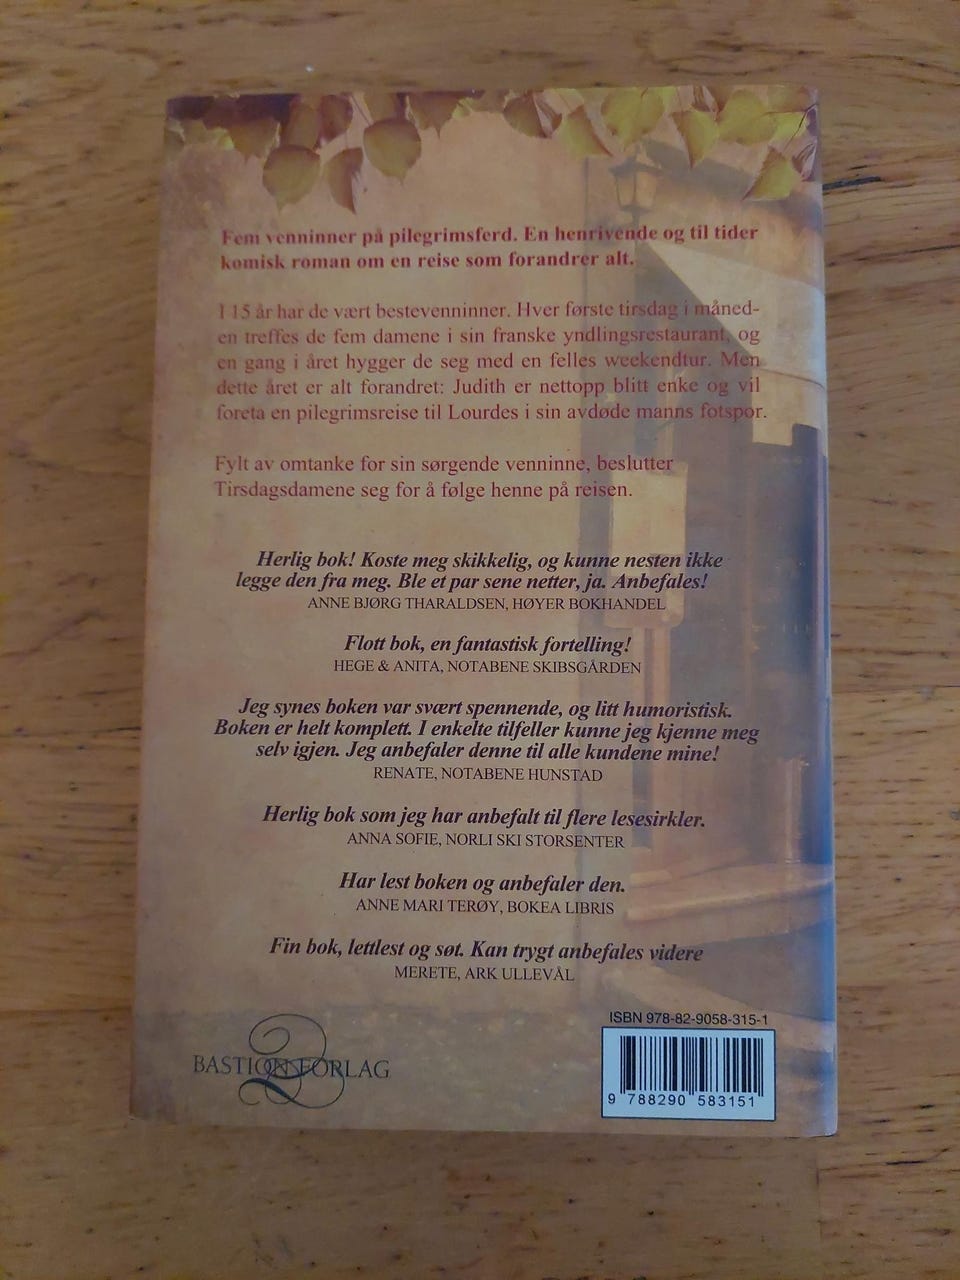 Fem venninner på pilegrimsferd. En henrivende og til tider
komisk roman om en reise som forandrer alt.
I 15 år har de vært bestevenninner. Hver første tirsdag i måned-
en treffes de fem damene i sin franske yndlingsrestaurant, og
en gang i året hygger de seg med en felles weekendtur. Men
dette året er alt forandret: Judith er nettopp blitt enke og vil
foreta en pilegrimsreise til Lourdes i sin avdøde manns fotspor.
Fylt av omtanke for sin sørgende venninne, beslutter
Tirsdagsdamene seg for å følge henne på reisen.
Herlig bok! Koste meg skikkelig, og kunne nesten ikke
legge den fra meg. Ble et par sene netter, ja. Anbefales!
ANNE BJØRG THARALDSEN, HØYER BOKHANDEL
Flott bok, en fantastisk fortelling!
HEGE & ANITA, NOTABENE SKIBSGÅRDEN
Jeg synes boken var svært spennende, og litt humoristisk.
Boken er helt komplett. I enkelte tilfeller kunne jeg kjenne meg
selv igjen. Jeg anbefaler denne til alle kundene mine!
RENATE, NOTABENE HUNSTAD
Herlig bok som jeg har anbefalt til flere lesesirkler.
ANNA SOFIE, NORLI SKI STORSENTER
Har lest boken og anbefaler den.
ANNE MARI TERØY, BOKEA LIBRIS
Fin bok, lettlest og søt. Kan trygt anbefales videre
MERETE, ARK ULLEVÅL
ISBN 978-82-9058-315-1
BASTION FORLAG
9 788290 583151